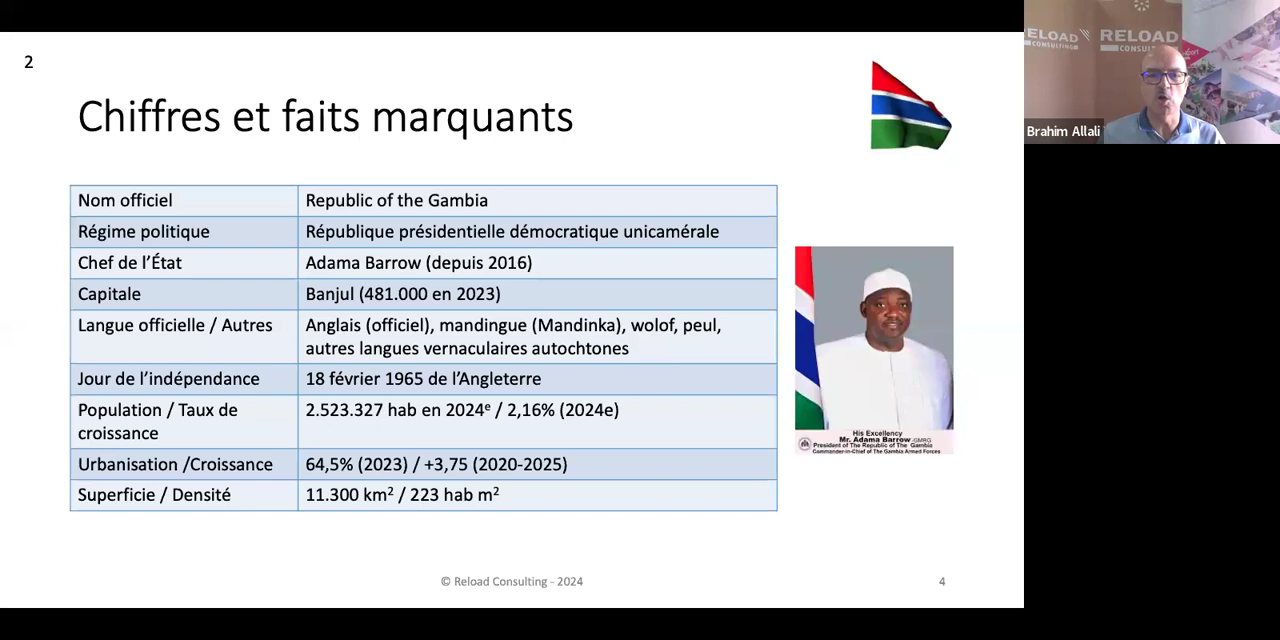 2
Chiffres et faits marquants
Nom officiel Republic of the Gambia
Régime politique République présidentielle démocratique unicamérale
Chef de l'État Adama Barrow (depuis 2016)
Capitale Banjul (481.000 en 2023)
Langue officielle / Autres Anglais (officiel), mandingue (Mandinka), wolof, peul,
autres langues vernaculaires autochtones
Jour de l'indépendance 18 février 1965 de l'Angleterre
Population / Taux de 2.523.327 hab en 2024ᵉ / 2,16% (2024e)
croissance
Urbanisation /Croissance 64,5% (2023) / +3,75 (2020-2025)
Superficie / Densité 11.300 km² / 223 hab m²
His Excellency
Mr. Adama Barrow -GMRG
President of The Republic of The Gambia
Commander-in-Chief of The Gambia Armed Forces
© Reload Consulting - 2024
4
ELOAD
CONSULTING
RELOAD
CONSUL
Brahim Allali